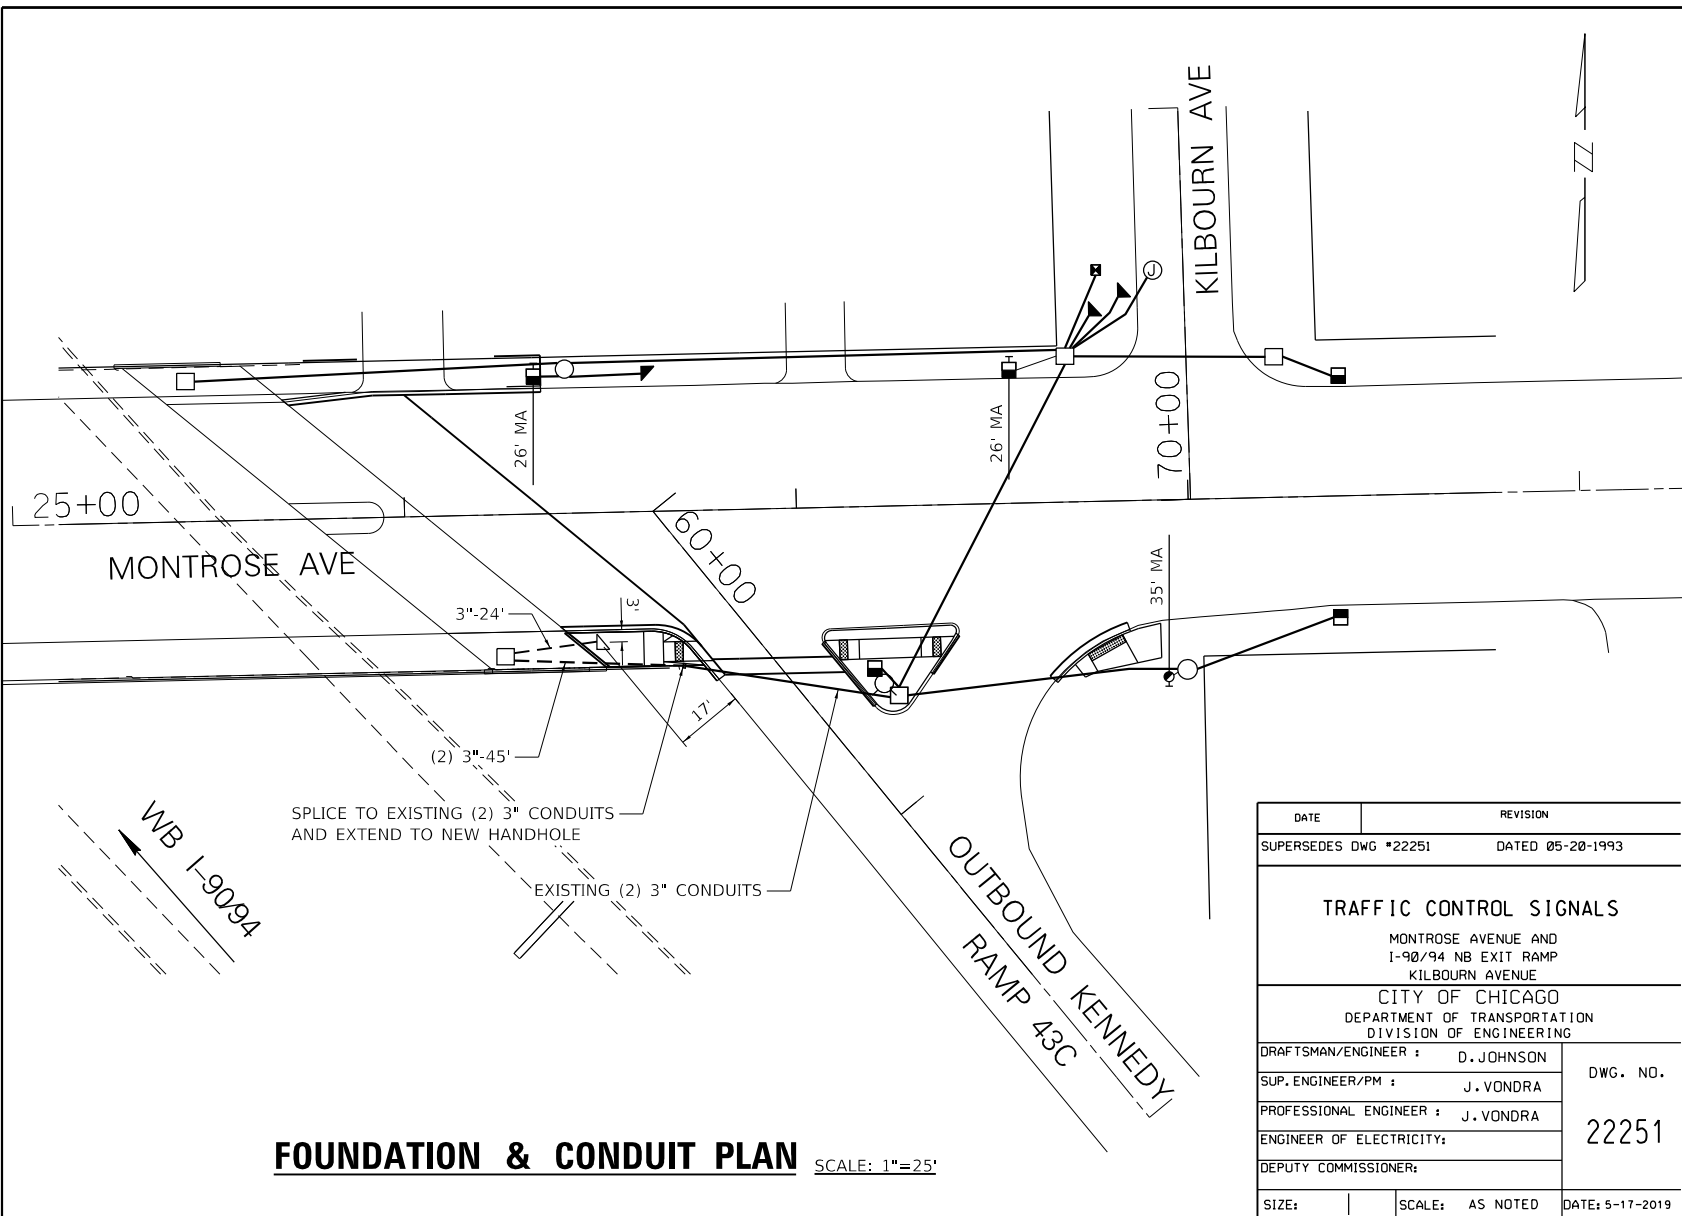 KILBOURN AVE
Z
J
26' MA
26' MA
70+00
25+00
MONTROSE AVE
60+00
35' MA
3"-24'
3'
17'
(2) 3"-45'
SPLICE TO EXISTING (2) 3" CONDUITS
AND EXTEND TO NEW HANDHOLE
EXISTING (2) 3" CONDUITS
WB I-90/94
OUTBOUND KENNEDY
RAMP 43C
FOUNDATION & CONDUIT PLAN SCALE: 1"=25'
DATE REVISION
SUPERSEDES DWG #22251 DATED 05-20-1993
TRAFFIC CONTROL SIGNALS
MONTROSE AVENUE AND
I-90/94 NB EXIT RAMP
KILBOURN AVENUE
CITY OF CHICAGO
DEPARTMENT OF TRANSPORTATION
DIVISION OF ENGINEERING
DRAFTSMAN/ENGINEER : D.JOHNSON
SUP.ENGINEER/PM : J.VONDRA
PROFESSIONAL ENGINEER : J.VONDRA
ENGINEER OF ELECTRICITY:
DEPUTY COMMISSIONER:
DWG. NO.
22251
SIZE: SCALE: AS NOTED DATE: 5-17-2019